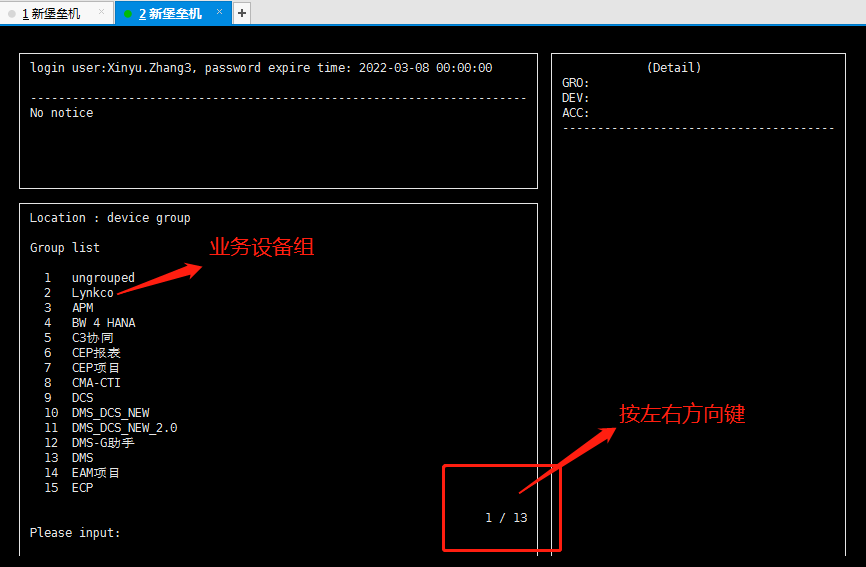 1 新堡垒机 × 2 新堡垒机 × +
login user:Xinyu.Zhang3, password expire time: 2022-03-08 00:00:00
-----------------------------------------------------------------------
No notice
(Detail)
GRO:
DEV:
ACC:
---------------------------------------
Location : device group
业务设备组
Group list
1 ungrouped
2 Lynkco
3 APM
4 BW 4 HANA
5 C3协同
6 CEP报表
7 CEP项目
8 CMA-CTI
9 DCS
10 DMS_DCS_NEW
11 DMS_DCS_NEW_2.0
12 DMS-G助手
13 DMS
14 EAM项目
15 ECP
按左右方向键
1 / 13
Please input: